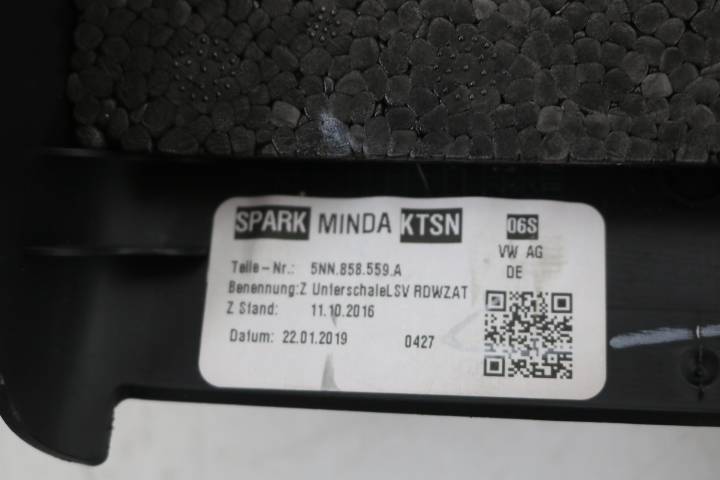 SPARK MINDA KTSN 06S
VW AG
DE
Teile-Nr.: 5NN.858.559.A
Benennung:Z UnterschaleLSV RDWZAT
Z Stand: 11.10.2016
Datum: 22.01.2019 0427